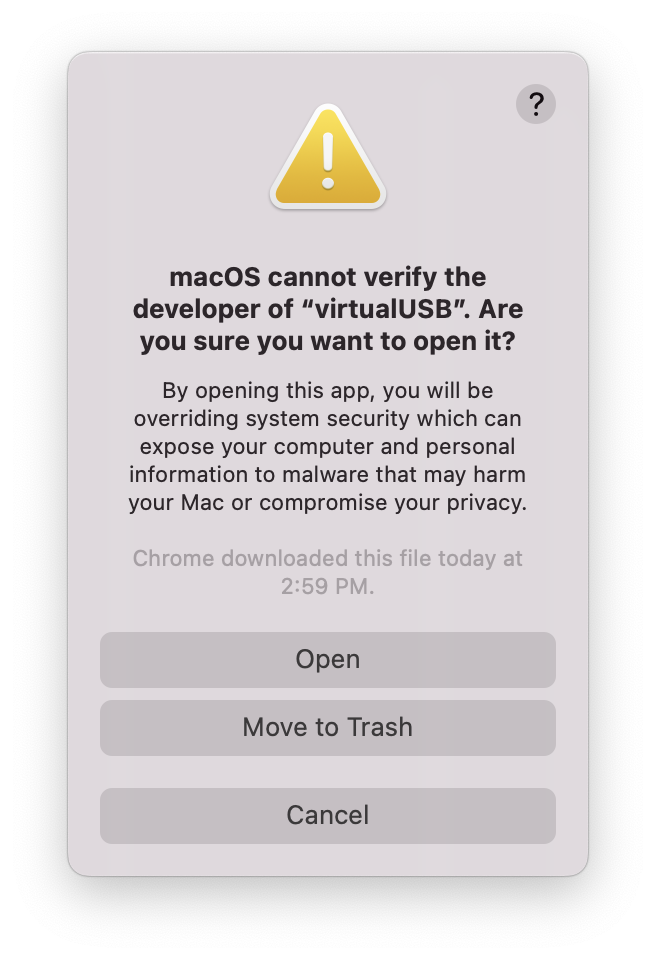 ?
macOS cannot verify the
developer of “virtualUSB”. Are
you sure you want to open it?
By opening this app, you will be
overriding system security which can
expose your computer and personal
information to malware that may harm
your Mac or compromise your privacy.
Chrome downloaded this file today at
2:59 PM.
Open
Move to Trash
Cancel